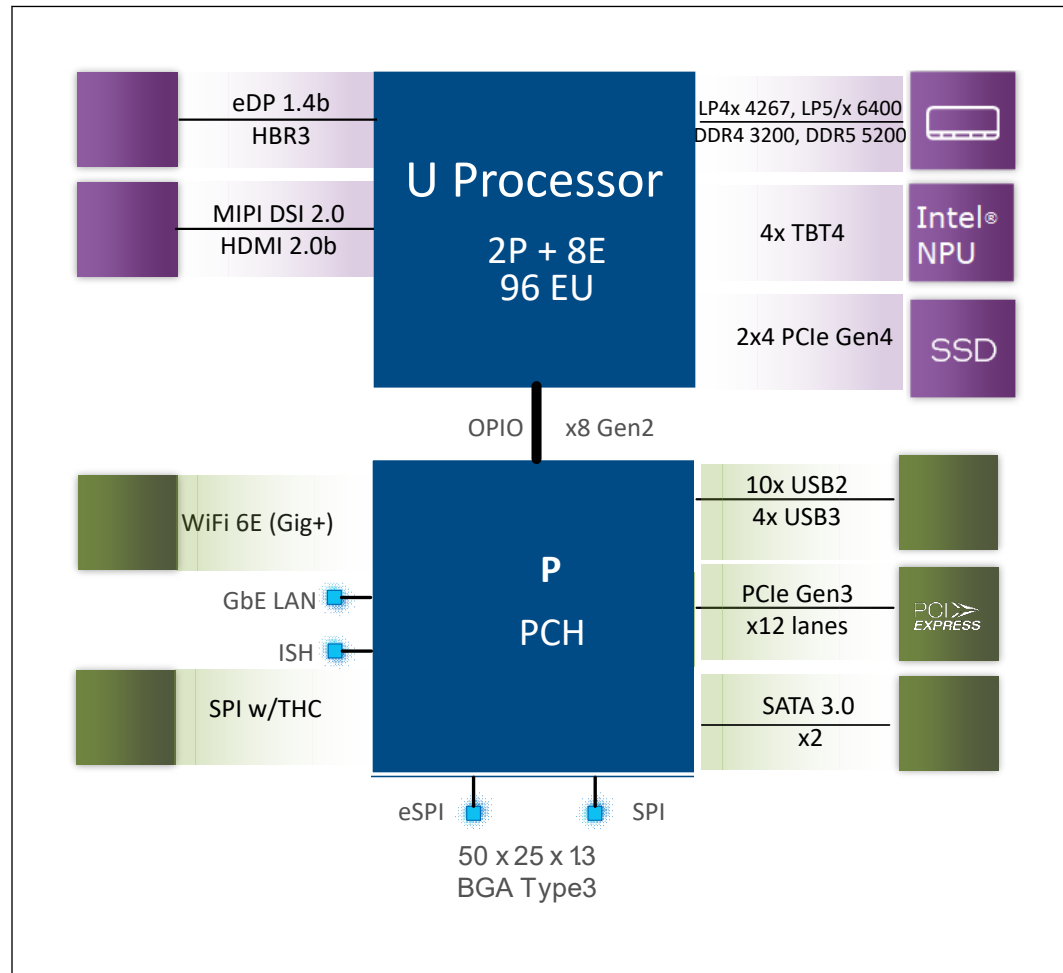 eDP 1.4b
HBR3
MIPI DSI 2.0
HDMI 2.0b
U Processor
2P + 8E
96 EU
LP4x 4267, LP5/x 6400
DDR4 3200, DDR5 5200
4x TBT4
Intel®
NPU
2x4 PCIe Gen4
SSD
OPIO
x8 Gen2
WiFi 6E (Gig+)
GbE LAN
ISH
SPI w/THC
P
PCH
10x USB2
4x USB3
PCIe Gen3
x12 lanes
PCI
EXPRESS
SATA 3.0
x2
eSPI
SPI
50 x 25 x 1.3
BGA Type3